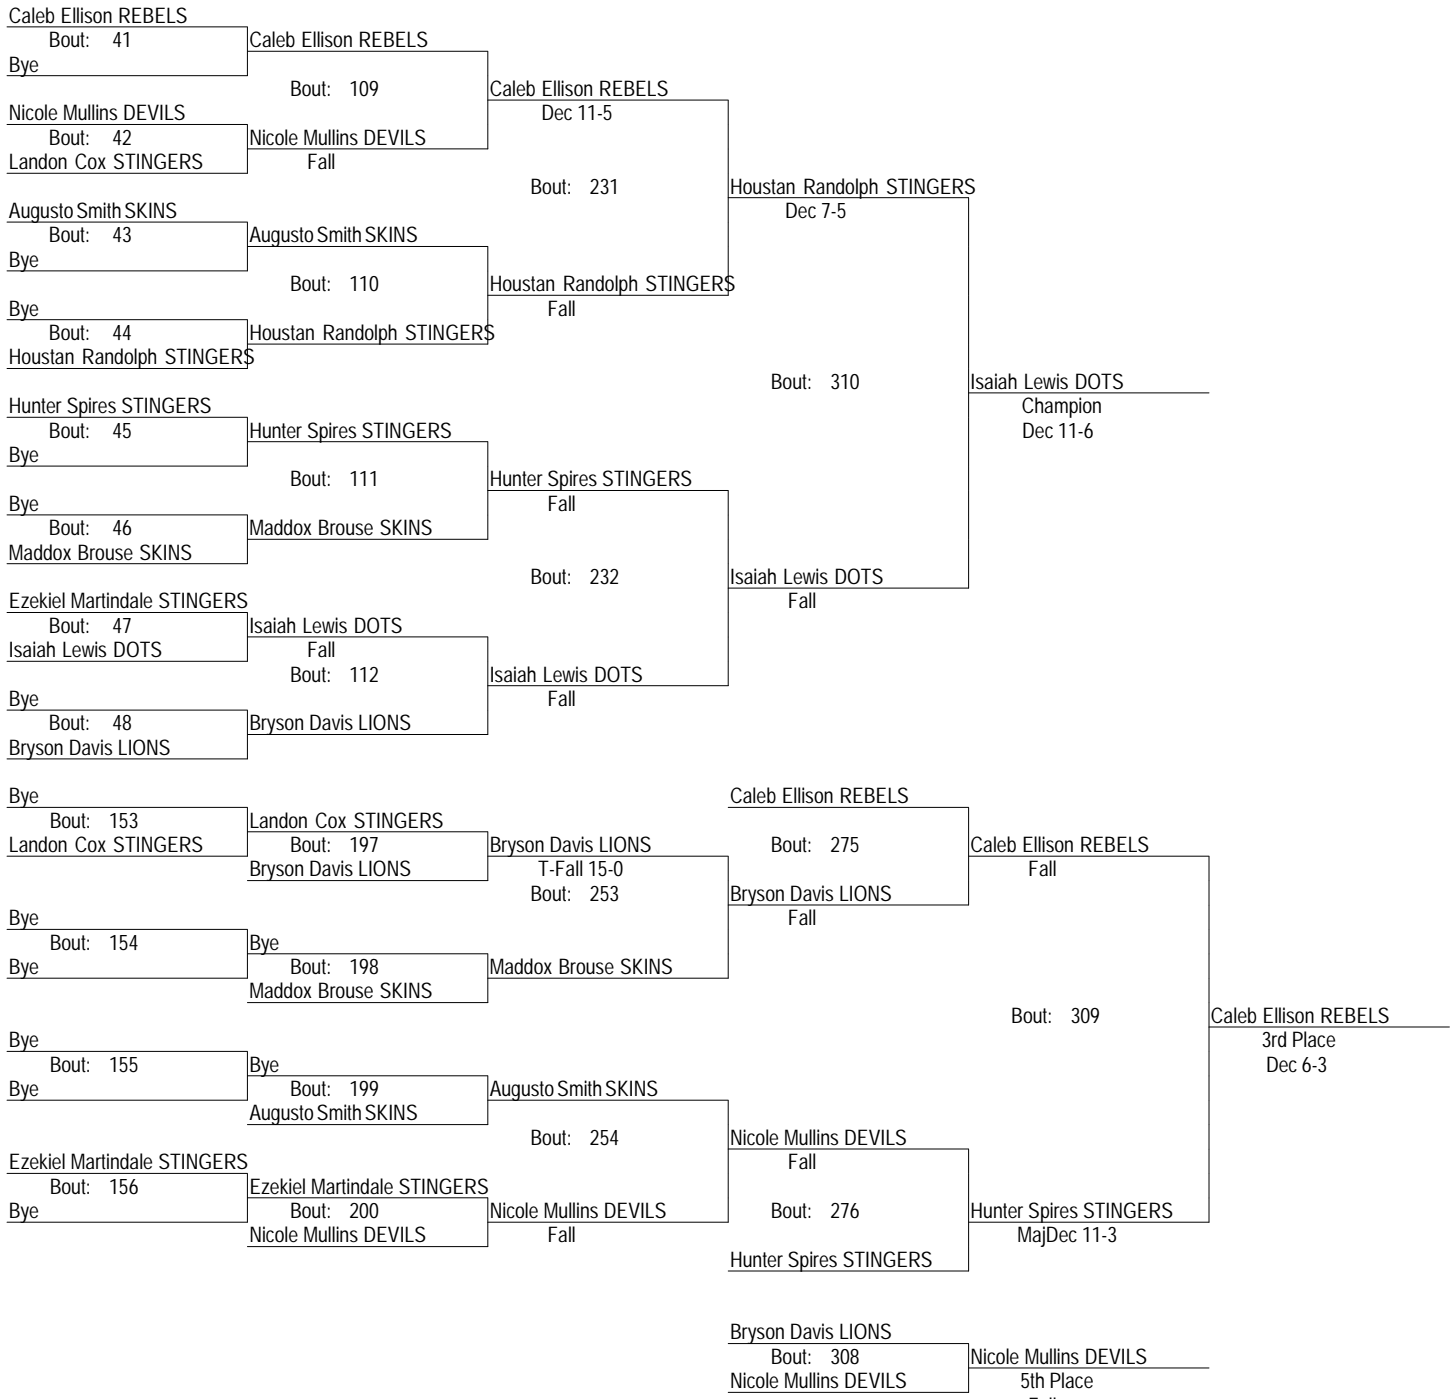 Caleb Ellison REBELS
Bout: 41
Caleb Ellison REBELS
Bye
Bout: 109
Caleb Ellison REBELS
Dec 11-5
Nicole Mullins DEVILS
Bout: 42
Nicole Mullins DEVILS
Landon Cox STINGERS
Fall
Bout: 231
Houstan Randolph STINGERS
Dec 7-5
Augusto Smith SKINS
Bout: 43
Augusto Smith SKINS
Bye
Bout: 110
Houstan Randolph STINGERS
Fall
Bye
Bout: 44
Houstan Randolph STINGERS
Houstan Randolph STINGERS
Bout: 310
Isaiah Lewis DOTS
Champion
Dec 11-6
Hunter Spires STINGERS
Bout: 45
Hunter Spires STINGERS
Bye
Bout: 111
Hunter Spires STINGERS
Fall
Bye
Bout: 46
Maddox Brouse SKINS
Maddox Brouse SKINS
Bout: 232
Isaiah Lewis DOTS
Fall
Ezekiel Martindale STINGERS
Bout: 47
Isaiah Lewis DOTS
Isaiah Lewis DOTS
Fall
Bout: 112
Isaiah Lewis DOTS
Fall
Bye
Bout: 48
Bryson Davis LIONS
Bryson Davis LIONS
Bye
Caleb Ellison REBELS
Bout: 153
Landon Cox STINGERS
Landon Cox STINGERS
Bout: 197
Bryson Davis LIONS
Bout: 275
Caleb Ellison REBELS
Bryson Davis LIONS
T-Fall 15-0
Fall
Bout: 253
Bryson Davis LIONS
Fall
Bye
Bout: 154
Bye
Bye
Bout: 198
Maddox Brouse SKINS
Maddox Brouse SKINS
Bout: 309
Caleb Ellison REBELS
3rd Place
Dec 6-3
Bye
Bout: 155
Bye
Bye
Bout: 199
Augusto Smith SKINS
Augusto Smith SKINS
Bout: 254
Nicole Mullins DEVILS
Fall
Ezekiel Martindale STINGERS
Bout: 156
Ezekiel Martindale STINGERS
Bye
Bout: 200
Nicole Mullins DEVILS
Bout: 276
Hunter Spires STINGERS
Nicole Mullins DEVILS
Fall
MajDec 11-3
Hunter Spires STINGERS
Bryson Davis LIONS
Bout: 308
Nicole Mullins DEVILS
Nicole Mullins DEVILS
5th Place